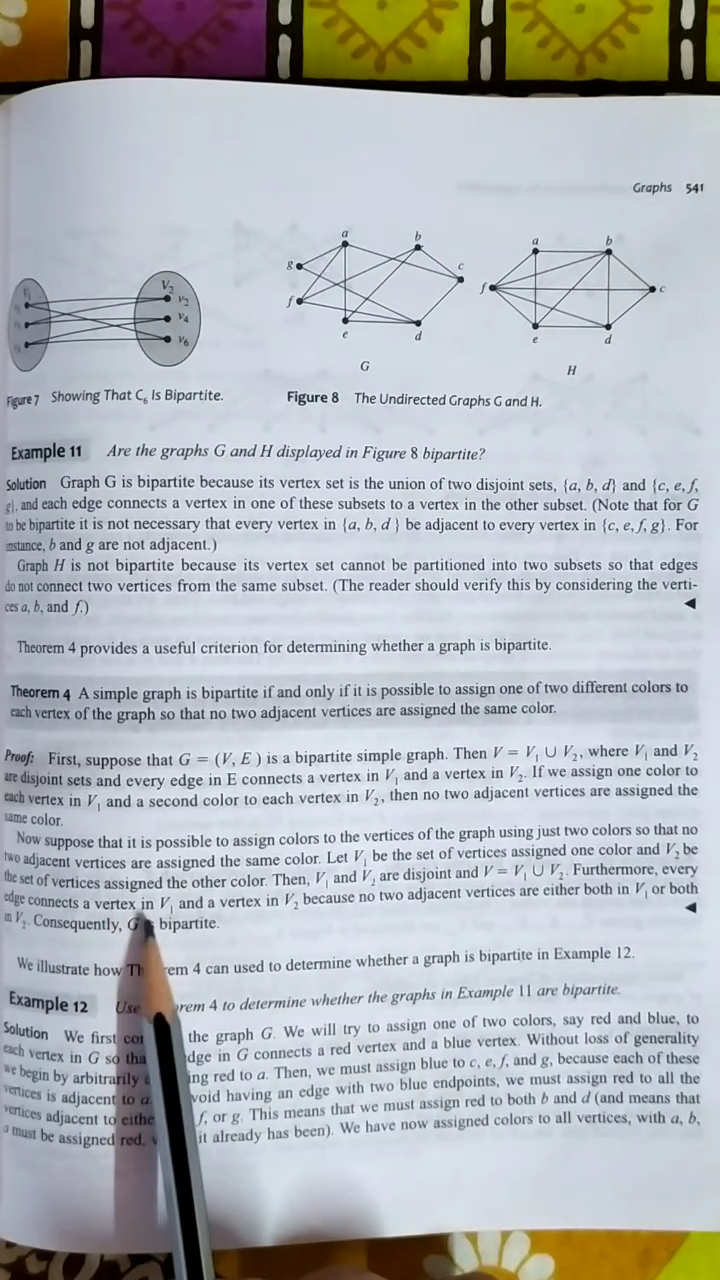 Graphs 541
a
b
g
c
f
e
d
G
a
b
f
c
e
d
H
V₂
v₂
v₄
v₆
Figure 7 Showing That C₆ Is Bipartite.
Figure 8 The Undirected Graphs G and H.
Example 11 Are the graphs G and H displayed in Figure 8 bipartite?
Solution Graph G is bipartite because its vertex set is the union of two disjoint sets, {a, b, d} and {c, e, f,
g}, and each edge connects a vertex in one of these subsets to a vertex in the other subset. (Note that for G
to be bipartite it is not necessary that every vertex in {a, b, d } be adjacent to every vertex in {c, e, f, g}. For
instance, b and g are not adjacent.)
Graph H is not bipartite because its vertex set cannot be partitioned into two subsets so that edges
do not connect two vertices from the same subset. (The reader should verify this by considering the verti-
ces a, b, and f.)
Theorem 4 provides a useful criterion for determining whether a graph is bipartite.
Theorem 4 A simple graph is bipartite if and only if it is possible to assign one of two different colors to
each vertex of the graph so that no two adjacent vertices are assigned the same color.
Proof: First, suppose that G = (V, E ) is a bipartite simple graph. Then V = V₁ ∪ V₂, where V₁ and V₂
are disjoint sets and every edge in E connects a vertex in V₁ and a vertex in V₂. If we assign one color to
each vertex in V₁ and a second color to each vertex in V₂, then no two adjacent vertices are assigned the
same color.
Now suppose that it is possible to assign colors to the vertices of the graph using just two colors so that no
two adjacent vertices are assigned the same color. Let V₁ be the set of vertices assigned one color and V₂ be
the set of vertices assigned the other color. Then, V₁ and V₂ are disjoint and V = V₁ ∪ V₂. Furthermore, every
edge connects a vertex in V₁ and a vertex in V₂ because no two adjacent vertices are either both in V₁ or both
in V₂. Consequently, G bipartite.
We illustrate how Th em 4 can used to determine whether a graph is bipartite in Example 12.
Example 12 Use rem 4 to determine whether the graphs in Example 11 are bipartite.
Solution We first the graph G. We will try to assign one of two colors, say red and blue, to
each vertex in G so tha dge in G connects a red vertex and a blue vertex. Without loss of generality
we begin by arbitrarily ing red to a. Then, we must assign blue to c, e, f, and g, because each of these
vertices is adjacent to a. void having an edge with two blue endpoints, we must assign red to all the
vertices adjacent to eithe f, or g. This means that we must assign red to both b and d (and means that
a must be assigned red, it already has been). We have now assigned colors to all vertices, with a, b,